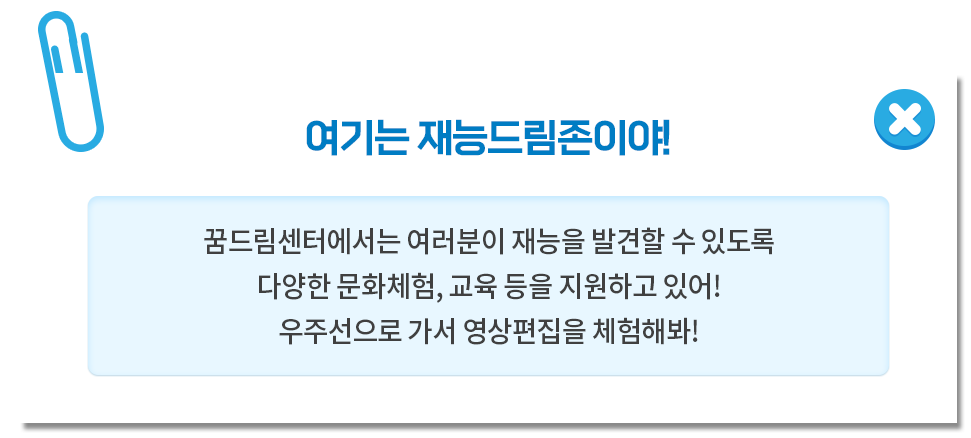 여기는 재능드림존이야!
꿈드림센터에서는 여러분이 재능을 발견할 수 있도록
다양한 문화체험, 교육 등을 지원하고 있어!
우주선으로 가서 영상편집을 체험해봐!